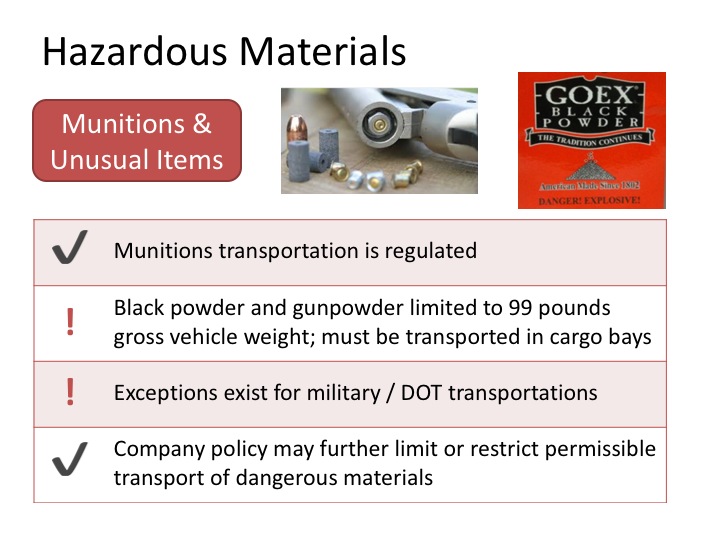 Hazardous Materials
Munitions &
Unusual Items
GOEX
BLACK
POWDER
THE TRADITION CONTINUES
American Made Since 1802
DANGER! EXPLOSIVE!
Munitions transportation is regulated
! Black powder and gunpowder limited to 99 pounds
gross vehicle weight; must be transported in cargo bays
! Exceptions exist for military / DOT transportations
Company policy may further limit or restrict permissible
transport of dangerous materials